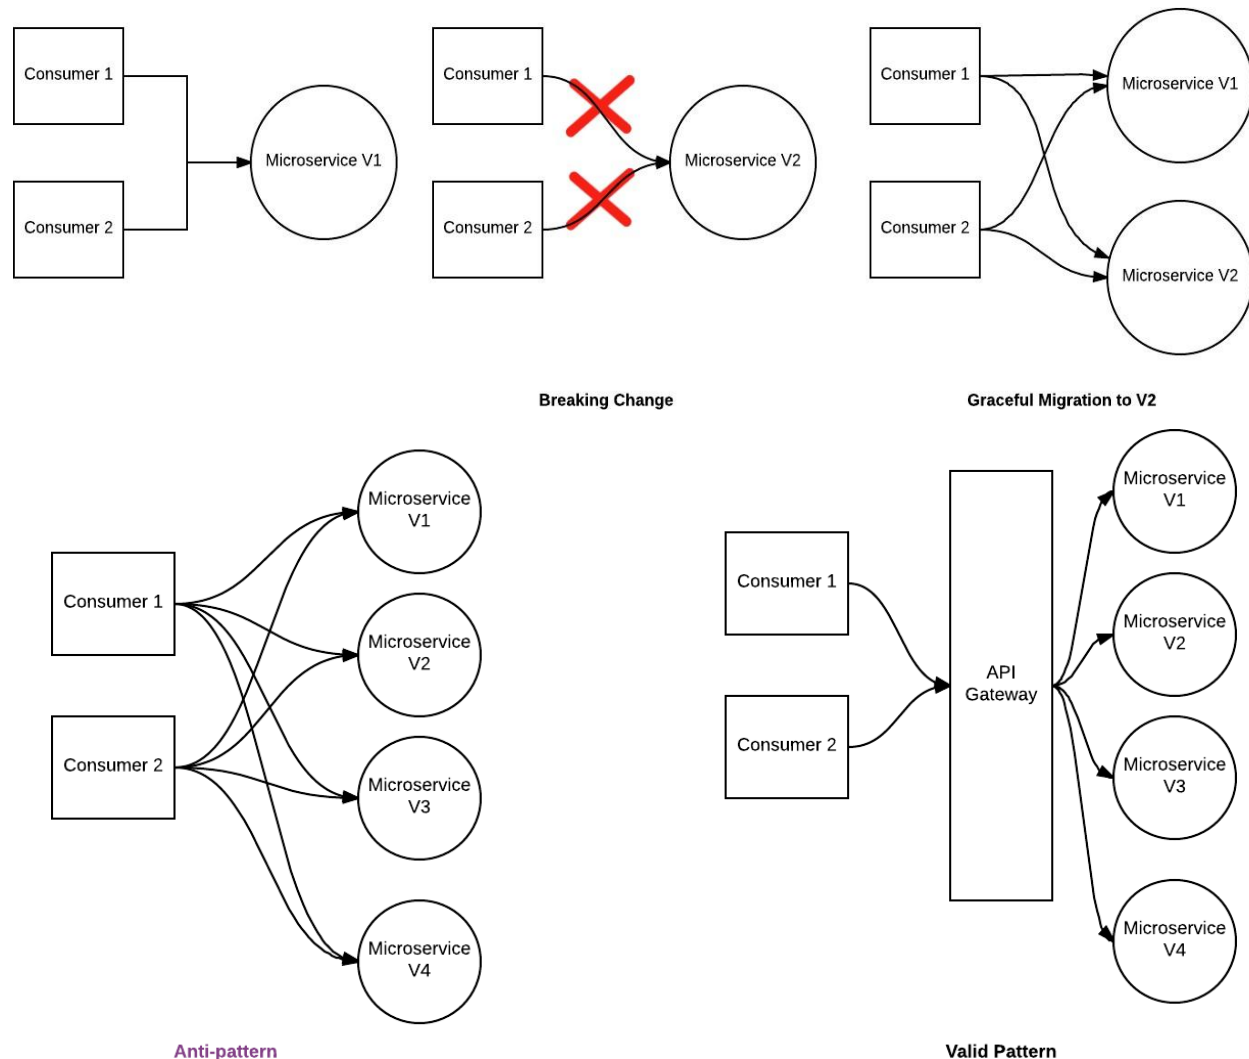 Consumer 1
Consumer 2
Microservice V1
Consumer 1
Consumer 2
Microservice V2
Consumer 1
Consumer 2
Microservice V1
Microservice V2
Breaking Change
Graceful Migration to V2
Consumer 1
Consumer 2
Microservice
V1
Microservice
V2
Microservice
V3
Microservice
V4
Anti-pattern
Consumer 1
Consumer 2
API
Gateway
Microservice
V1
Microservice
V2
Microservice
V3
Microservice
V4
Valid Pattern